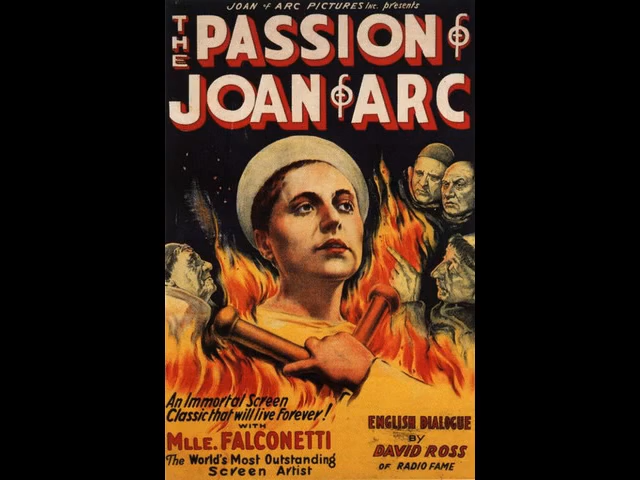 JOAN of ARC PICTURES Inc. presents
THE PASSION of
JOAN of ARC
An Immortal Screen
Classic that will live Forever!
WITH
MLLE. FALCONETTI
The World's Most Outstanding
Screen Artist
ENGLISH DIALOGUE
BY
DAVID ROSS
OF RADIO FAME